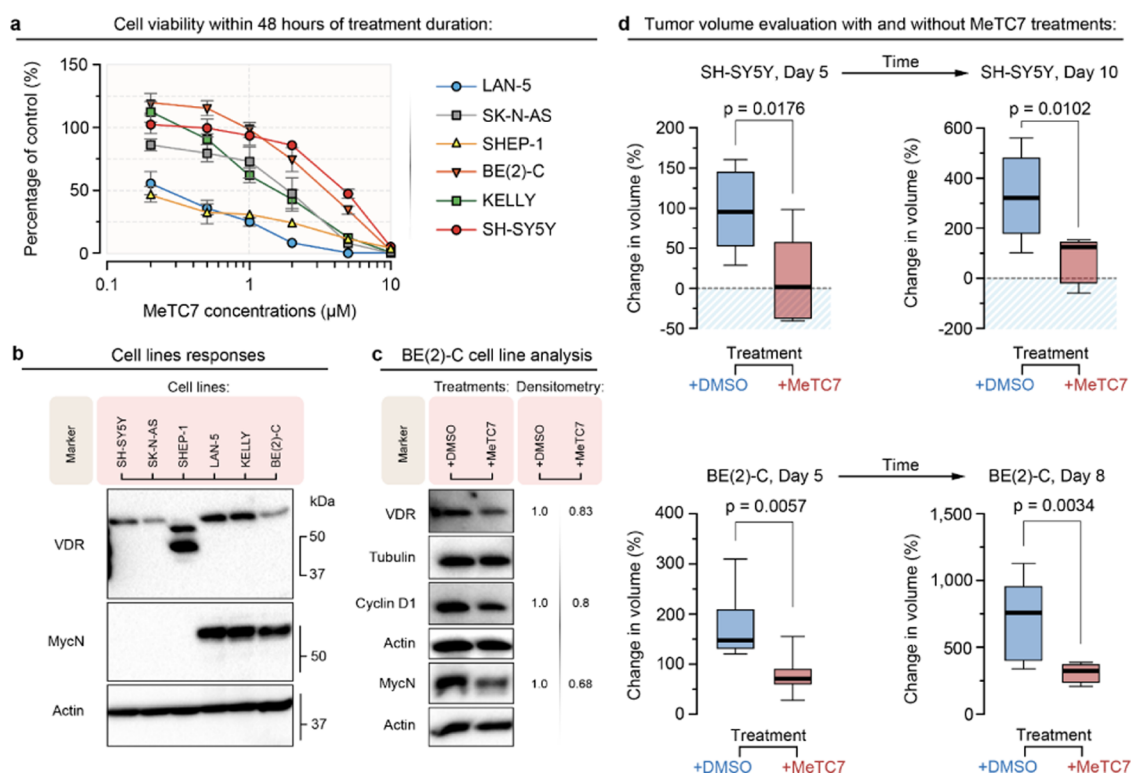 a
Cell viability within 48 hours of treatment duration:
Percentage of control (%)
150
100
50
0
0.1
1
10
MeTC7 concentrations (µM)
LAN-5
SK-N-AS
SHEP-1
BE(2)-C
KELLY
SH-SY5Y
b
Cell lines responses
Marker
Cell lines:
SH-SY5Y
SK-N-AS
SHEP-1
LAN-5
KELLY
BE(2)-C
kDa
VDR
50
37
MycN
50
Actin
37
c
BE(2)-C cell line analysis
Marker
Treatments:
Densitometry:
+DMSO
+MeTC7
+DMSO
+MeTC7
VDR
1.0
0.83
Tubulin
Cyclin D1
1.0
0.8
Actin
MycN
1.0
0.68
Actin
d
Tumor volume evaluation with and without MeTC7 treatments:
SH-SY5Y, Day 5
Time
SH-SY5Y, Day 10
p = 0.0176
Change in volume (%)
200
150
100
50
0
-50
Treatment
+DMSO
+MeTC7
p = 0.0102
Change in volume (%)
600
400
200
0
-200
Treatment
+DMSO
+MeTC7
BE(2)-C, Day 5
Time
BE(2)-C, Day 8
p = 0.0057
Change in volume (%)
400
300
200
100
0
Treatment
+DMSO
+MeTC7
p = 0.0034
Change in volume (%)
1,500
1,000
500
0
Treatment
+DMSO
+MeTC7